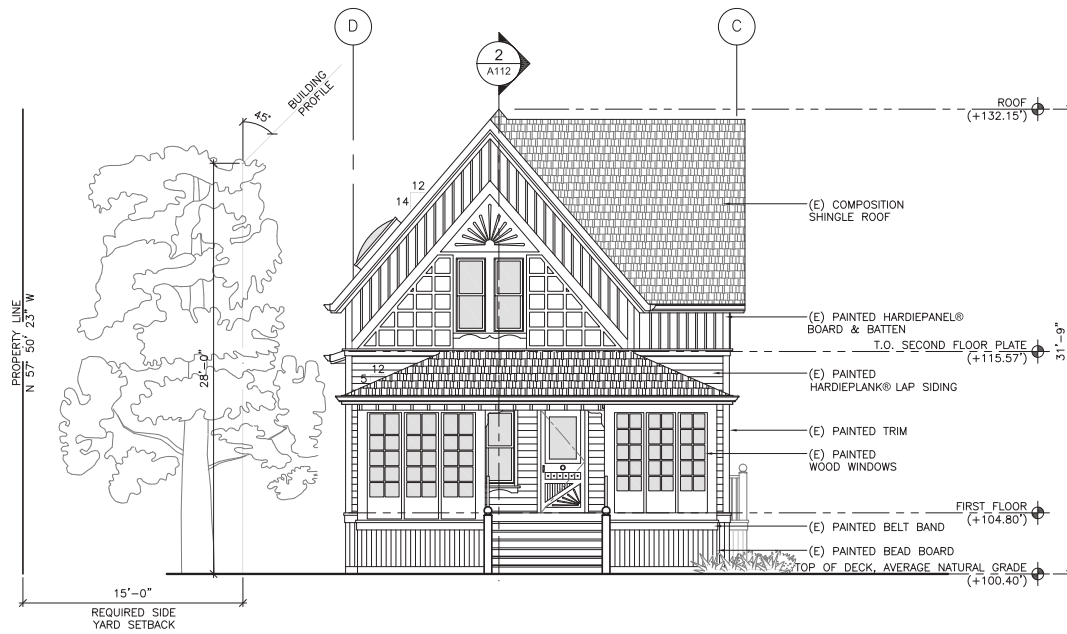 D
C
2
A112
BUILDING
PROFILE
45°
ROOF
(+132.15')
12
14
(E) COMPOSITION
SHINGLE ROOF
PROPERTY LINE
N 57° 50' 23" W
28'-0"
(E) PAINTED HARDIEPANEL®
BOARD & BATTEN
T.O. SECOND FLOOR PLATE
(+115.57')
31'-9"
12
5
(E) PAINTED
HARDIEPLANK® LAP SIDING
(E) PAINTED TRIM
(E) PAINTED
WOOD WINDOWS
FIRST FLOOR
(+104.80')
(E) PAINTED BELT BAND
(E) PAINTED BEAD BOARD
TOP OF DECK, AVERAGE NATURAL GRADE
(+100.40')
15'-0"
REQUIRED SIDE
YARD SETBACK